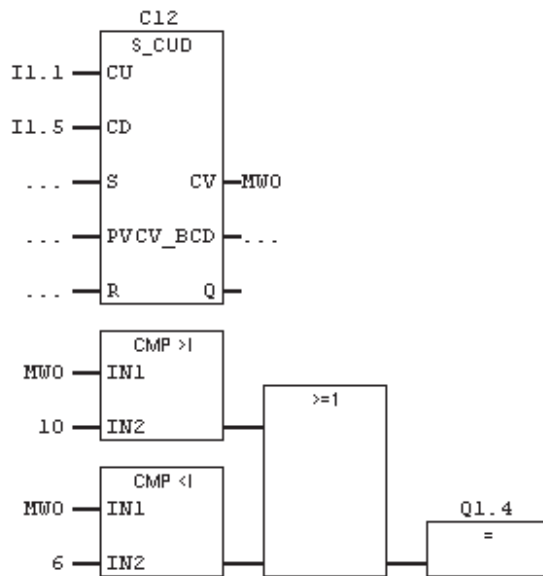 C12
S_CUD
I1.1 CU
I1.5 CD
... S CV MW0
... PV CV_BCD ...
... R Q
CMP >I
MW0 IN1
10 IN2
>=1
CMP <I
MW0 IN1
Q1.4
=
6 IN2